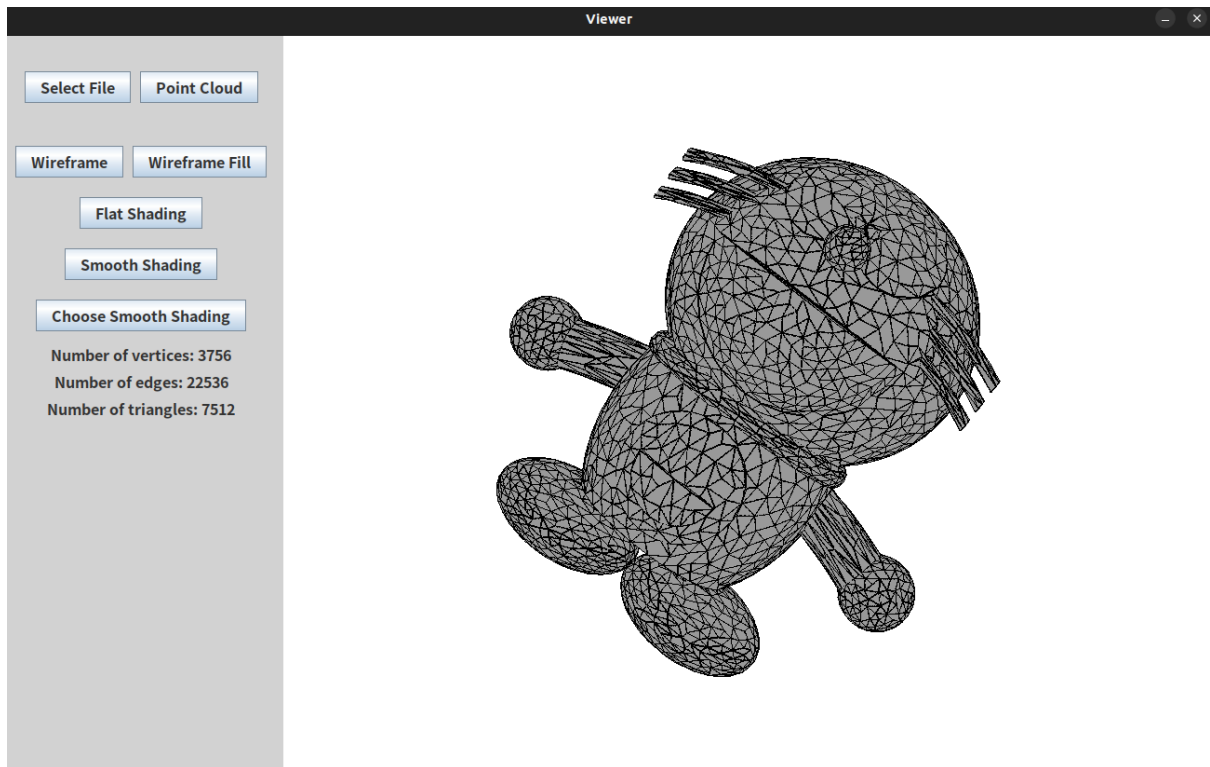 Viewer
Select File Point Cloud
Wireframe Wireframe Fill
Flat Shading
Smooth Shading
Choose Smooth Shading
Number of vertices: 3756
Number of edges: 22536
Number of triangles: 7512